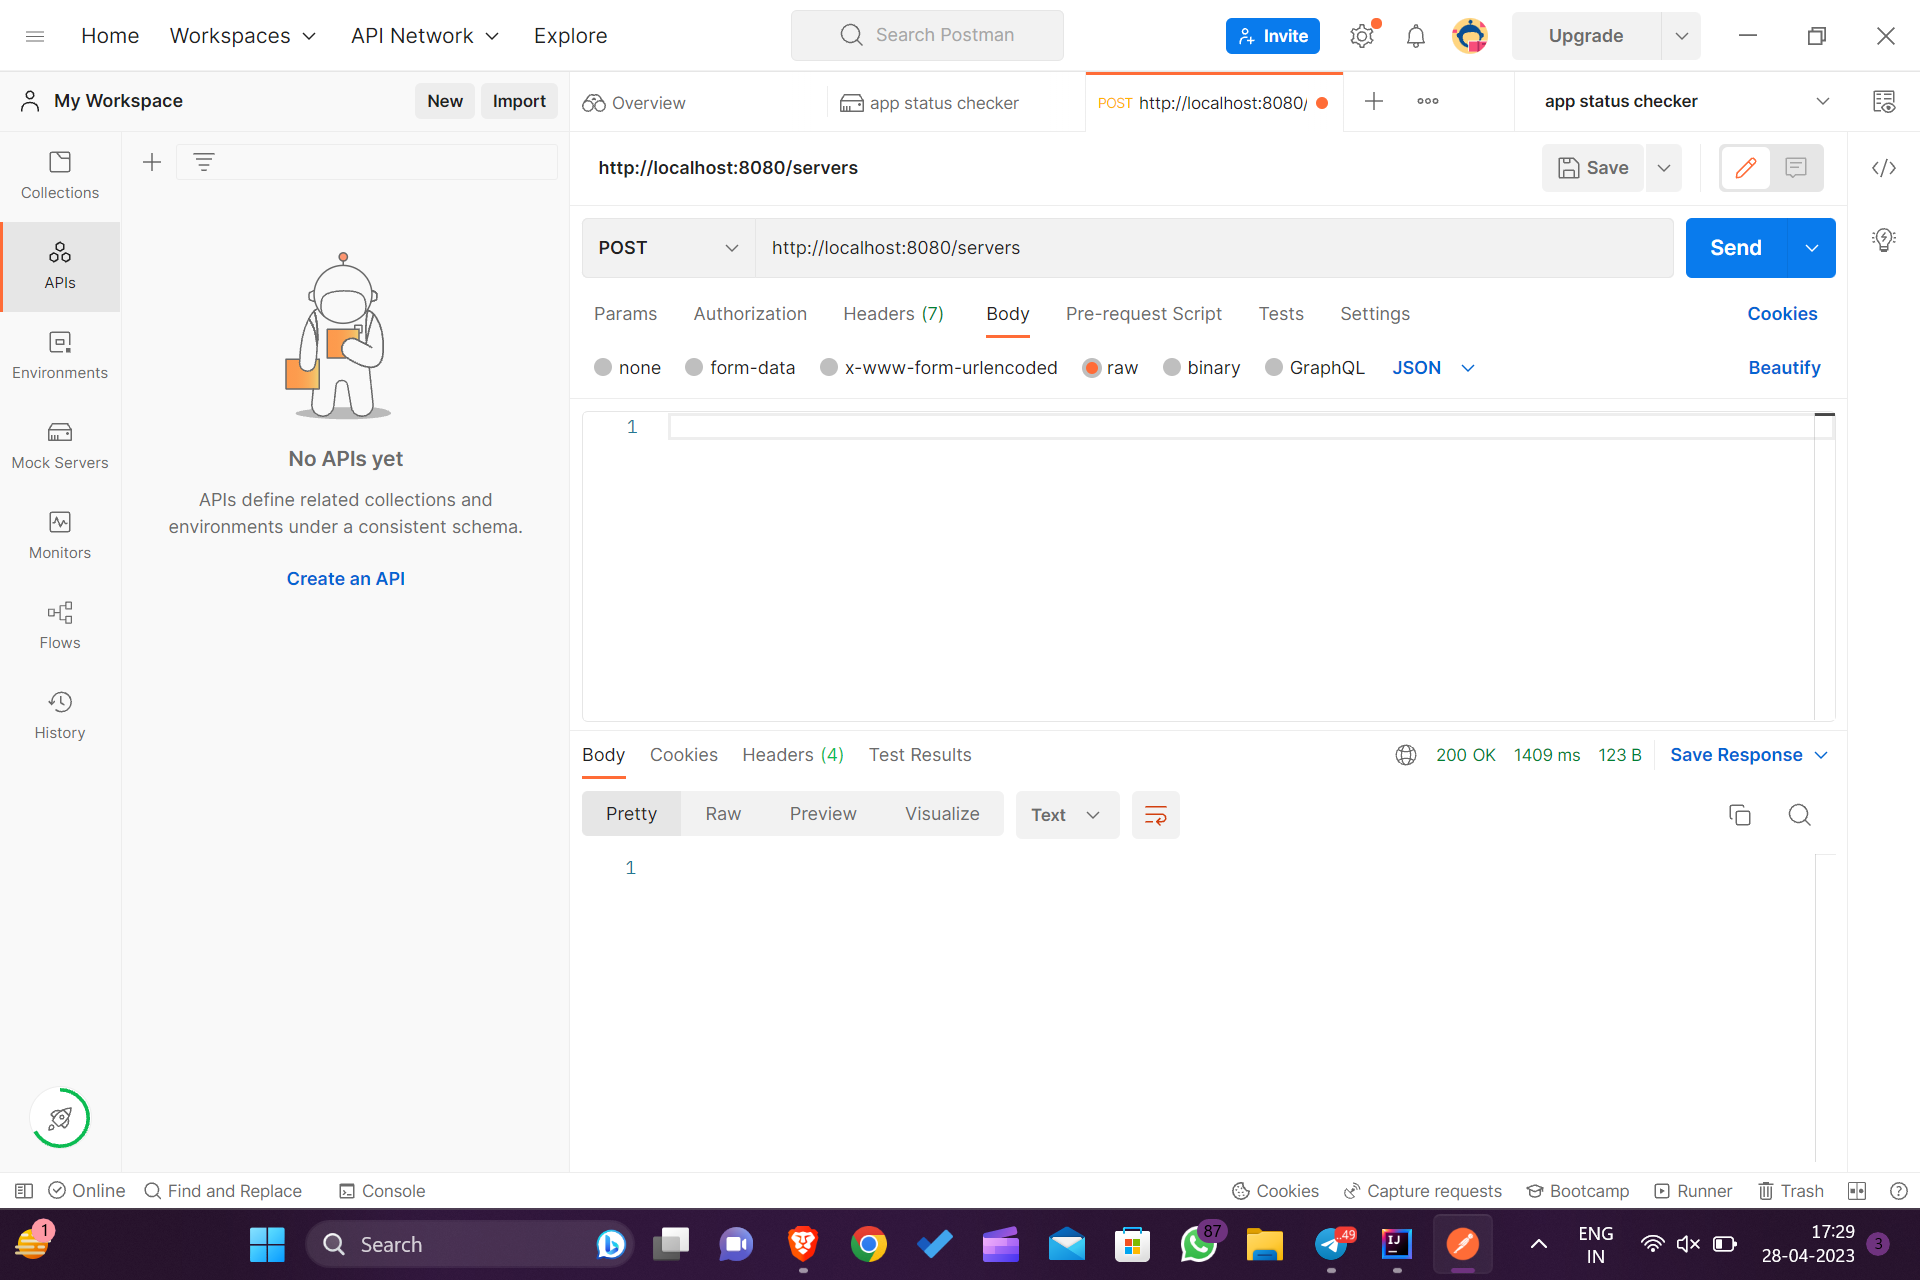 Home
Workspaces
API Network
Explore
Search Postman
Invite
Upgrade
My Workspace
New
Import
Overview
app status checker
POST http://localhost:8080/
app status checker
Collections
APIs
Environments
Mock Servers
Monitors
Flows
History
No APIs yet
APIs define related collections and
environments under a consistent schema.
Create an API
http://localhost:8080/servers
Save
POST
http://localhost:8080/servers
Send
Params
Authorization
Headers (7)
Body
Pre-request Script
Tests
Settings
Cookies
none
form-data
x-www-form-urlencoded
raw
binary
GraphQL
JSON
Beautify
1
Body
Cookies
Headers (4)
Test Results
200 OK
1409 ms
123 B
Save Response
Pretty
Raw
Preview
Visualize
Text
1
Online
Find and Replace
Console
Cookies
Capture requests
Bootcamp
Runner
Trash
1
Search
87
..49
IJ
ENG
IN
17:29
28-04-2023
3